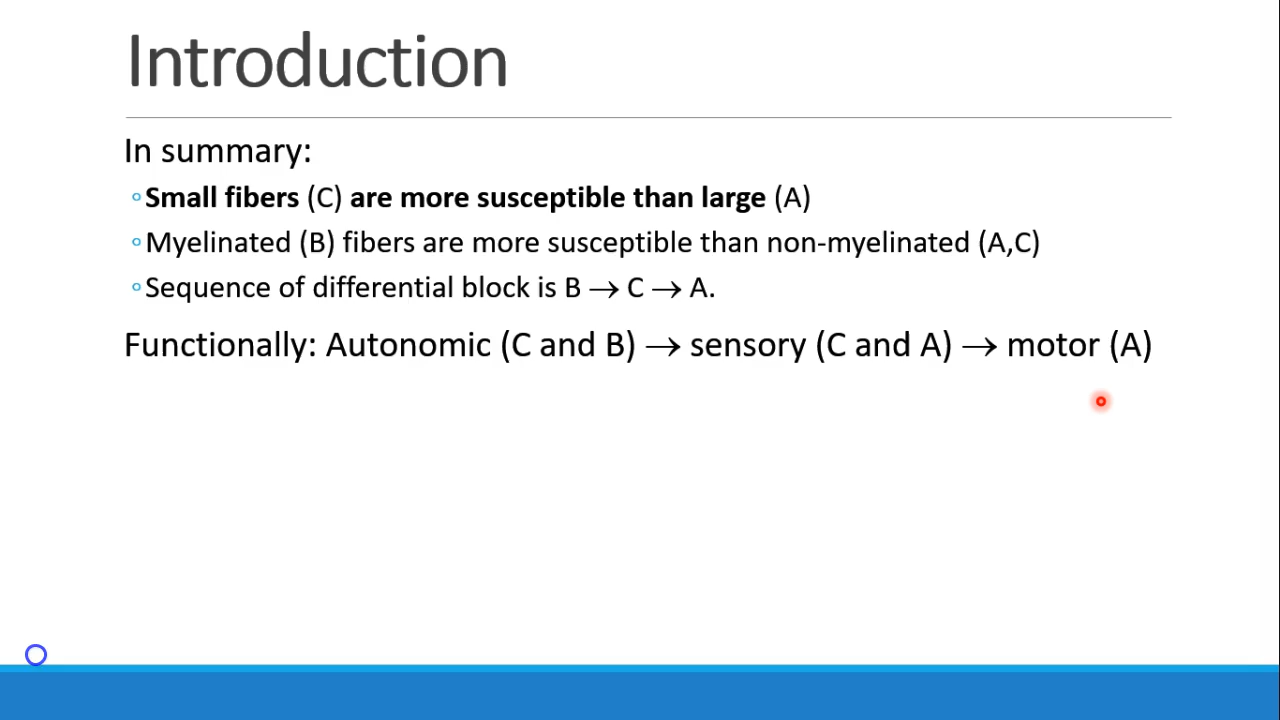 Introduction
In summary:
◦Small fibers (C) are more susceptible than large (A)
◦Myelinated (B) fibers are more susceptible than non-myelinated (A,C)
◦Sequence of differential block is B → C → A.
Functionally: Autonomic (C and B) → sensory (C and A) → motor (A)